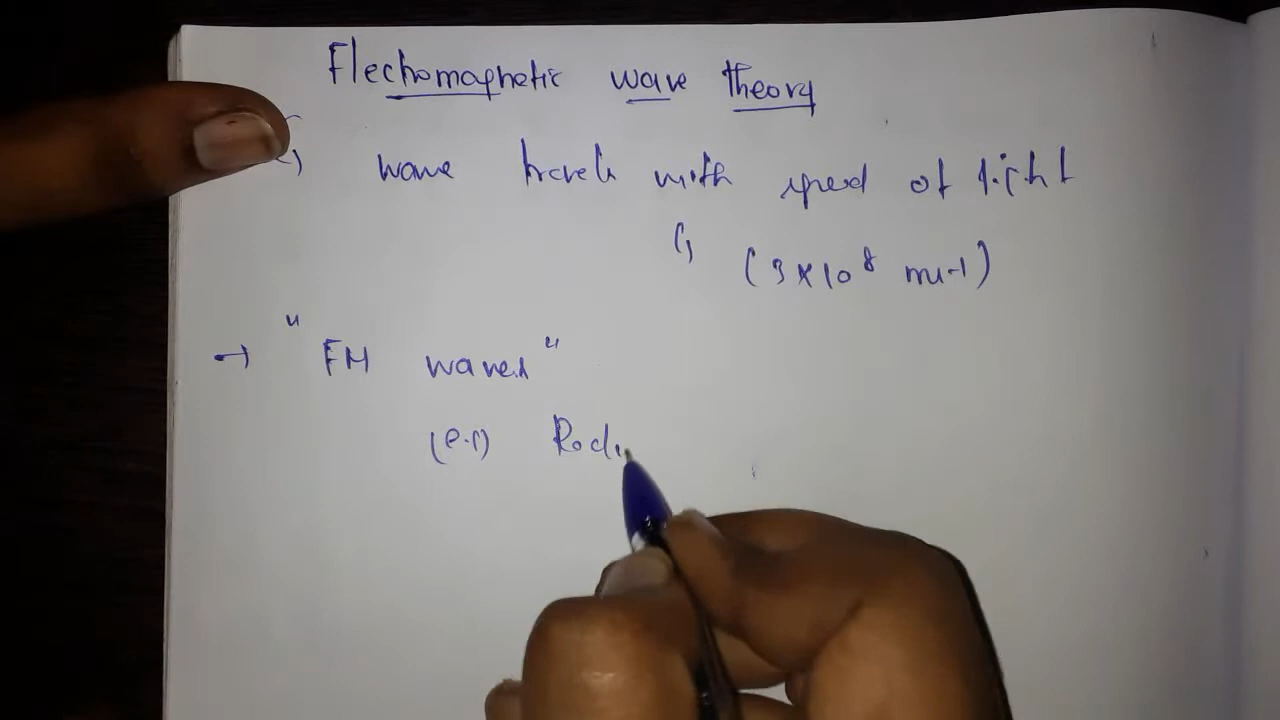 Electromagnetic wave theory
wave travels with speed of light
(3×10⁸ ms-1)
→ "EM waves"
(e.g) Radi